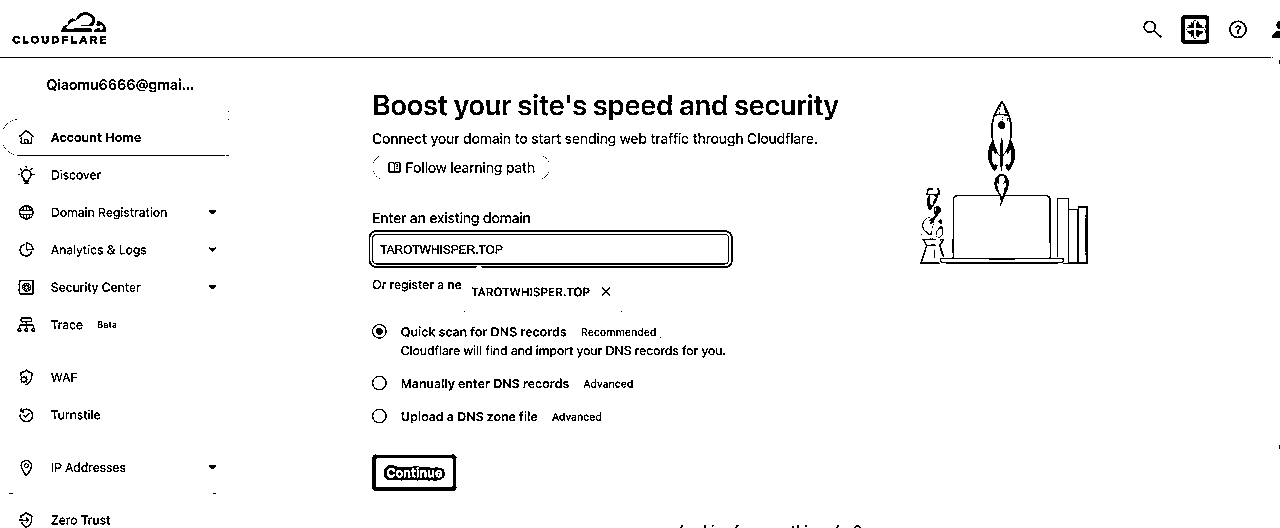 CLOUDFLARE
Qiaomu6666@gmai...
Account Home
Discover
Domain Registration
Analytics & Logs
Security Center
Trace Beta
WAF
Turnstile
IP Addresses
Zero Trust
Boost your site's speed and security
Connect your domain to start sending web traffic through Cloudflare.
Follow learning path
Enter an existing domain
TAROTWHISPER.TOP
Or register a ne
TAROTWHISPER.TOP ×
Quick scan for DNS records Recommended
Cloudflare will find and import your DNS records for you.
Manually enter DNS records Advanced
Upload a DNS zone file Advanced
Continue